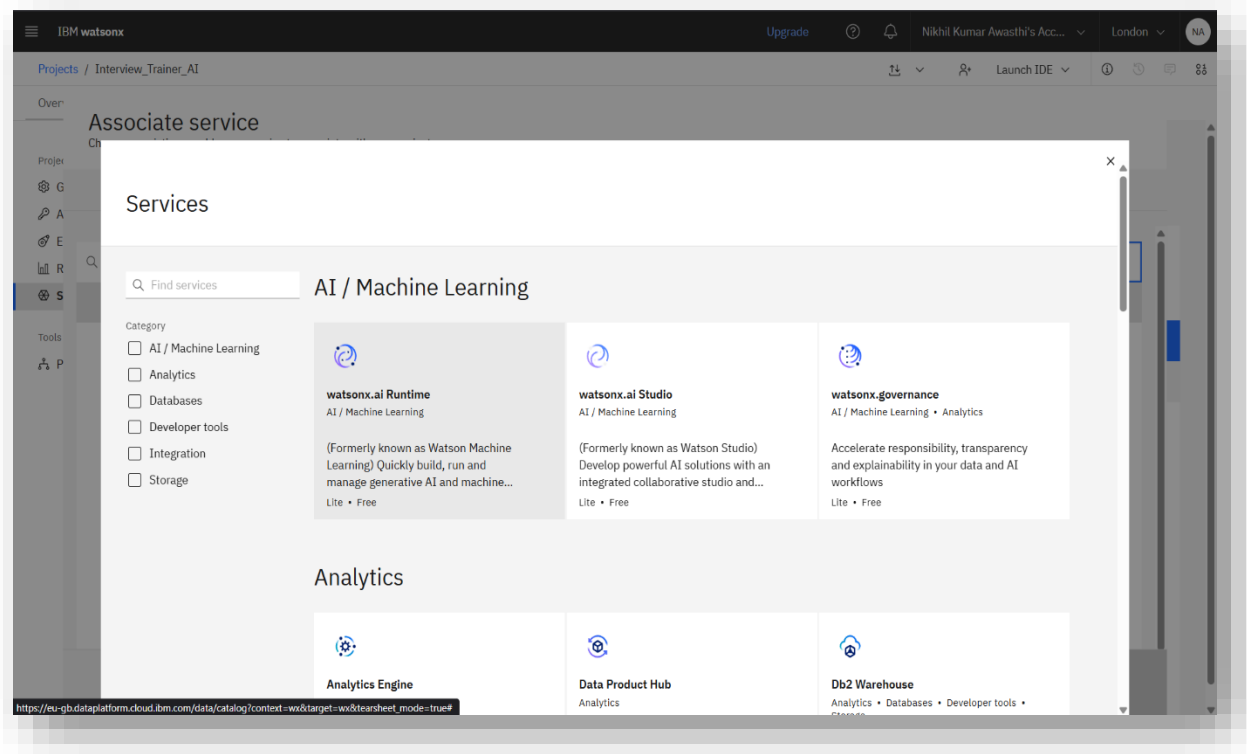 IBM watsonx
Upgrade
Nikhil Kumar Awasthi's Acc...
London
NA
Projects / Interview_Trainer_AI
Launch IDE
Over
Associate service
Ch
Projec
G
A
E
R
S
Tools
P
Services
Find services
Category
AI / Machine Learning
Analytics
Databases
Developer tools
Integration
Storage
AI / Machine Learning
watsonx.ai Runtime
AI / Machine Learning
(Formerly known as Watson Machine
Learning) Quickly build, run and
manage generative AI and machine...
Lite • Free
watsonx.ai Studio
AI / Machine Learning
(Formerly known as Watson Studio)
Develop powerful AI solutions with an
integrated collaborative studio and...
Lite • Free
watsonx.governance
AI / Machine Learning • Analytics
Accelerate responsibility, transparency
and explainability in your data and AI
workflows
Lite • Free
Analytics
Analytics Engine
Data Product Hub
Analytics
Db2 Warehouse
Analytics • Databases • Developer tools •
Storage
https://eu-gb.dataplatform.cloud.ibm.com/data/catalog?context=wx&target=wx&tearsheet_mode=true#